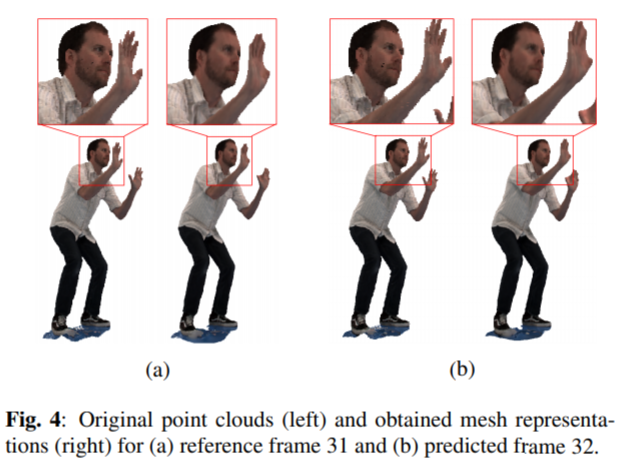 (a)
(b)
Fig. 4: Original point clouds (left) and obtained mesh representa-
tions (right) for (a) reference frame 31 and (b) predicted frame 32.